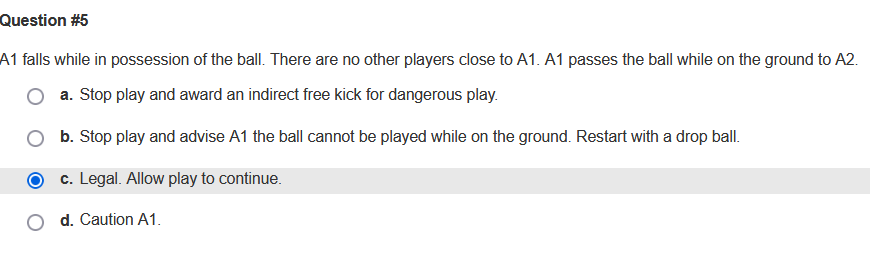 Question #5
A1 falls while in possession of the ball. There are no other players close to A1. A1 passes the ball while on the ground to A2.
a. Stop play and award an indirect free kick for dangerous play.
b. Stop play and advise A1 the ball cannot be played while on the ground. Restart with a drop ball.
c. Legal. Allow play to continue.
d. Caution A1.